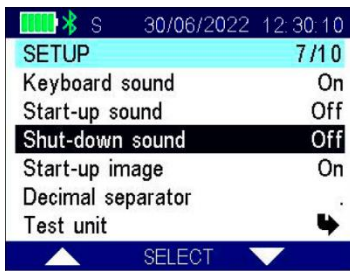 S 30/06/2022 12:30:10
SETUP 7/10
Keyboard sound On
Start-up sound Off
Shut-down sound Off
Start-up image On
Decimal separator .
Test unit
SELECT